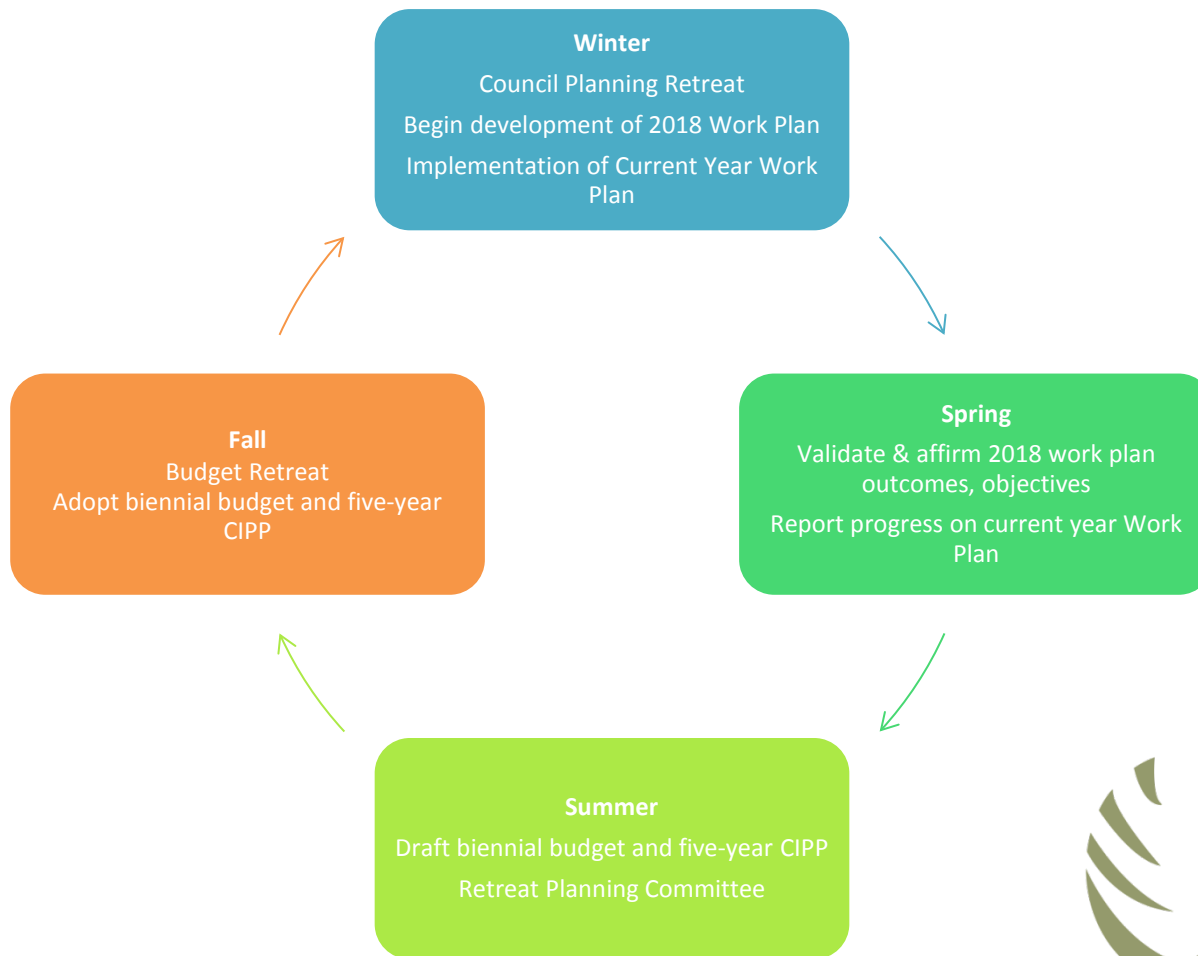 Winter
Council Planning Retreat
Begin development of 2018 Work Plan
Implementation of Current Year Work
Plan
Spring
Validate & affirm 2018 work plan
outcomes, objectives
Report progress on current year Work
Plan
Summer
Draft biennial budget and five-year CIPP
Retreat Planning Committee
Fall
Budget Retreat
Adopt biennial budget and five-year
CIPP